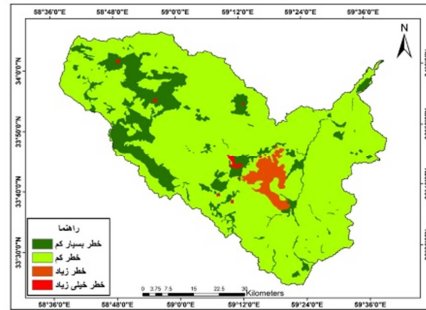 58°36'0"E 58°48'0"E 59°0'0"E 59°12'0"E 59°24'0"E 59°36'0"E
N
34°0'0"N
33°50'0"N
33°40'0"N
33°30'0"N
راهنما
خطر بسیار کم
خطر کم
خطر زیاد
خطر خیلی زیاد
0 3.75 7.5 15 22.5 30
Kilometers
58°36'0"E 58°48'0"E 59°0'0"E 59°12'0"E 59°24'0"E 59°36'0"E